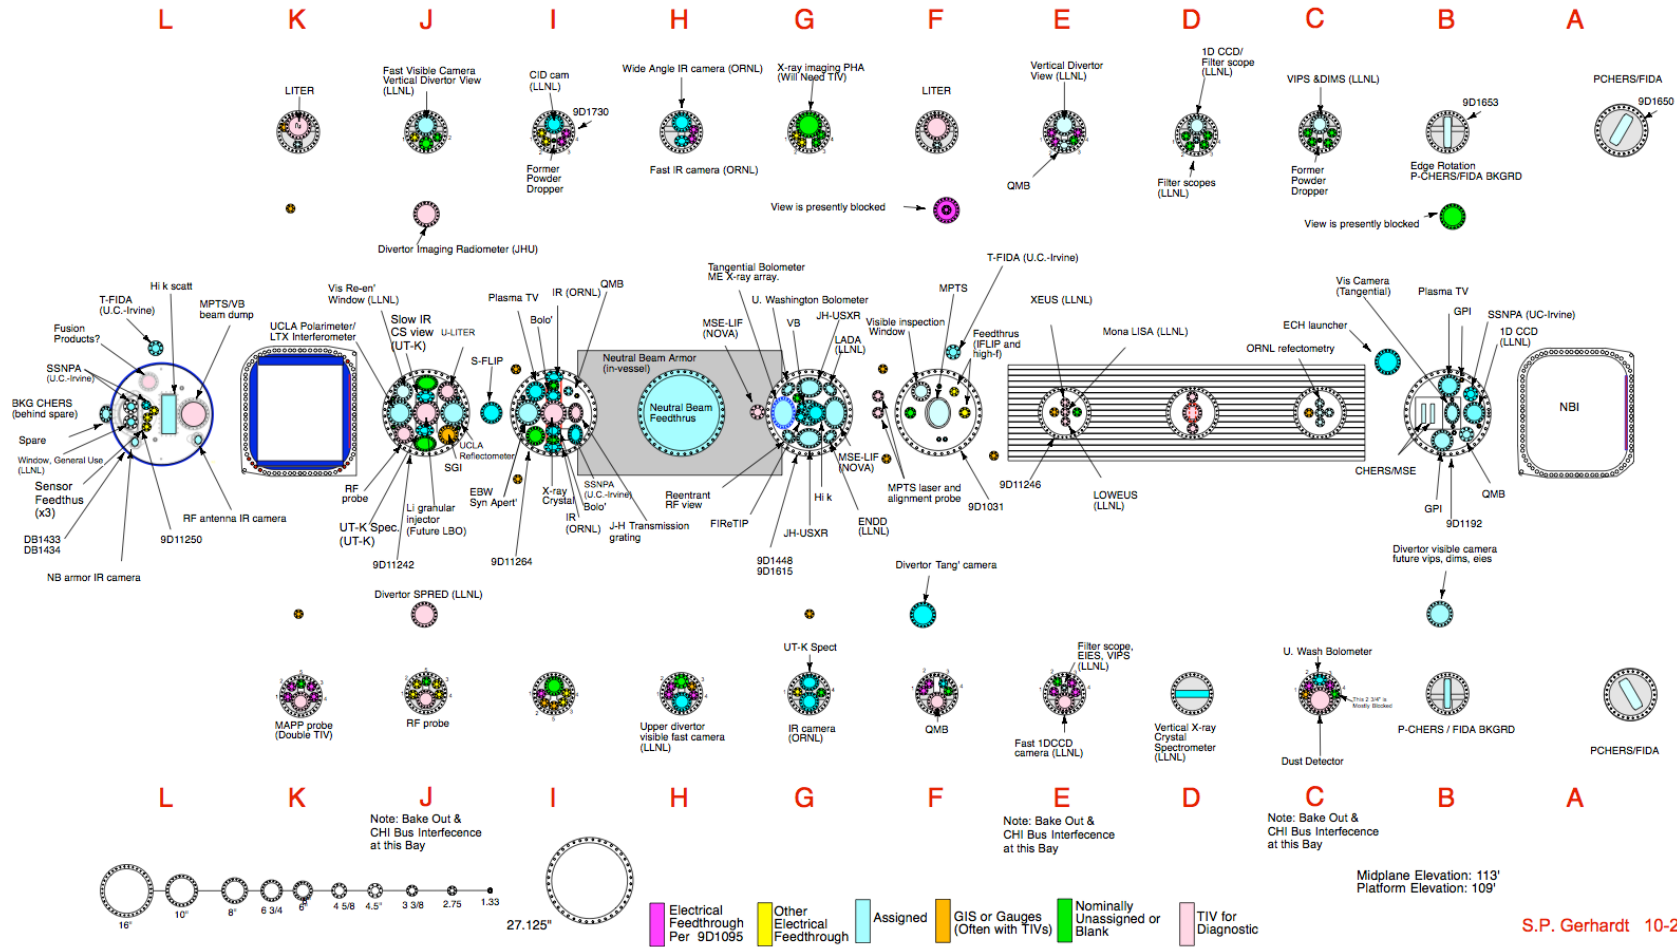 L K J I H G F E D C B A
LITER
Fast Visible Camera
Vertical Divertor View
(LLNL)
CID cam
(LLNL)
9D1730
Former
Powder
Dropper
Wide Angle IR camera (ORNL)
Fast IR camera (ORNL)
X-ray imaging PHA
(Will Need TIV)
LITER
Vertical Divertor
View (LLNL)
QMB
1D CCD/
Filter scope
(LLNL)
Filter scopes
(LLNL)
VIPS &DIMS (LLNL)
Former
Powder
Dropper
9D1653
Edge Rotation
P-CHERS/FIDA BKGRD
PCHERS/FIDA
9D1650
Divertor Imaging Radiometer (JHU)
View is presently blocked
View is presently blocked
Hi k scatt
T-FIDA
(U.C.-Irvine)
MPTS/VB
beam dump
Fusion
Products?
SSNPA
(U.C.-Irvine)
BKG CHERS
(behind spare)
Spare
Window, General Use
(LLNL)
Sensor
Feedthus
(x3)
DB1433
DB1434
NB armor IR camera
9D11250
RF antenna IR camera
UCLA Polarimeter/
LTX Interferometer
Vis Re-en'
Window (LLNL)
Slow IR
CS view
(UT-K)
U-LITER
RF
probe
UT-K Spec.
(UT-K)
9D11242
Li granular
injector
(Future LBO)
SGI
UCLA
Reflectometer
S-FLIP
Plasma TV
Bolo'
IR (ORNL)
QMB
EBW
Syn Apert'
9D11264
X-ray
Crystal
IR
(ORNL)
SSNPA
(U.C.-Irvine)
Bolo'
J-H Transmission
grating
Neutral Beam Armor
(in-vessel)
Neutral Beam
Feedthrus
Tangential Bolometer
ME X-ray array.
U. Washington Bolometer
MSE-LIF
(NOVA)
VB
JH-USXR
LADA
(LLNL)
Reentrant
RF view
FIReTIP
9D1448
9D1615
JH-USXR
Hi k
ENDD
(LLNL)
MSE-LIF
(NOVA)
Visible inspection
Window
MPTS
T-FIDA (U.C.-Irvine)
Feedthrus
(IFLIP and
high-f)
MPTS laser and
alignment probe
9D1031
XEUS (LLNL)
Mona LISA (LLNL)
9D11246
LOWEUS
(LLNL)
ECH launcher
ORNL refectometry
Vis Camera
(Tangential)
Plasma TV
GPI
SSNPA (UC-Irvine)
1D CCD
(LLNL)
CHERS/MSE
GPI
9D1192
QMB
NBI
Divertor SPRED (LLNL)
Divertor Tang' camera
Divertor visible camera
future vips, dims, eies
MAPP probe
(Double TIV)
RF probe
Upper divertor
visible fast camera
(LLNL)
UT-K Spect
IR camera
(ORNL)
QMB
Filter scope,
EIES, VIPS
(LLNL)
Fast 1DCCD
camera (LLNL)
Vertical X-ray
Crystal
Spectrometer
(LLNL)
U. Wash Bolometer
This 2 3/4" is
Mostly Blocked
Dust Detector
P-CHERS / FIDA BKGRD
PCHERS/FIDA
L K J I H G F E D C B A
Note: Bake Out &
CHI Bus Interfecence
at this Bay
Note: Bake Out &
CHI Bus Interfecence
at this Bay
Note: Bake Out &
CHI Bus Interfecence
at this Bay
16" 10" 8" 6 3/4 6" 4 5/8 4.5" 3 3/8 2.75 1.33
27.125"
Midplane Elevation: 113'
Platform Elevation: 109'
Electrical
Feedthrough
Per 9D1095
Other
Electrical
Feedthrough
Assigned
GIS or Gauges
(Often with TIVs)
Nominally
Unassigned or
Blank
TIV for
Diagnostic
S.P. Gerhardt 10-2